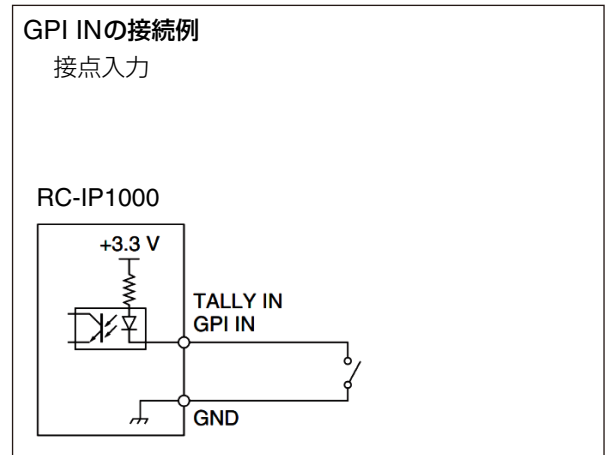 GPI INの接続例
接点入力
RC-IP1000
+3.3 V
TALLY IN
GPI IN
GND